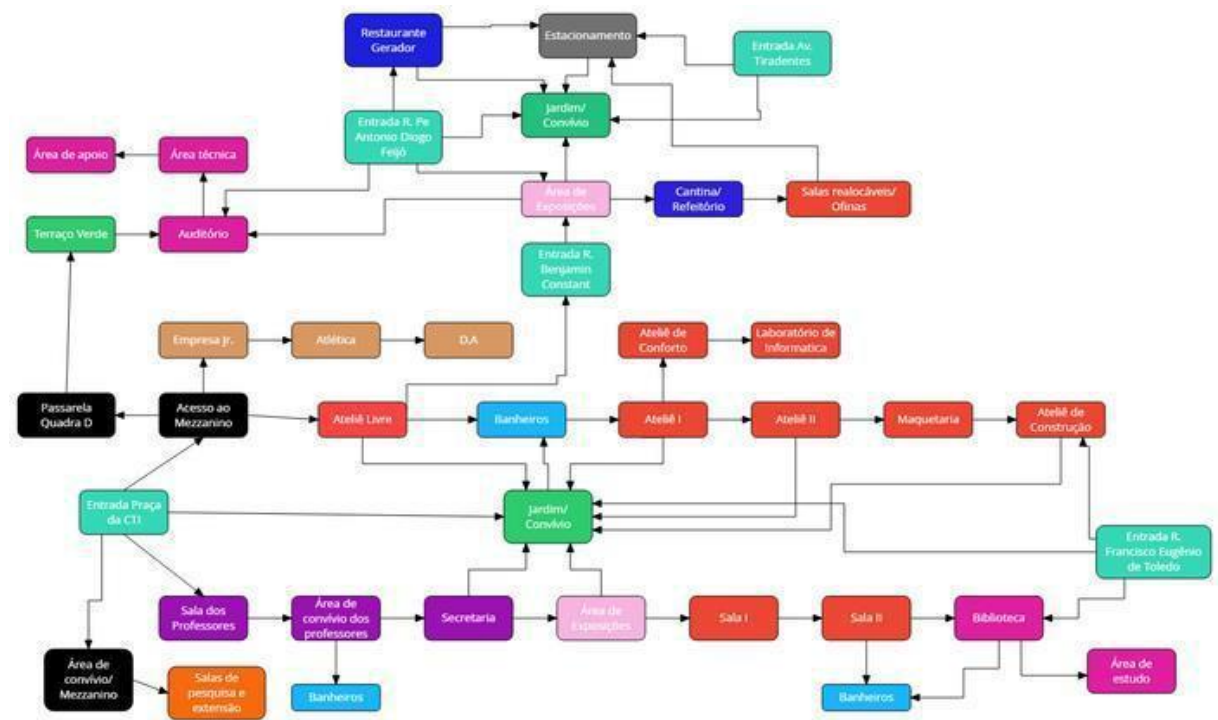 Restaurante
Gerador
Estacionamento
Entrada Av.
Tiradentes
Jardim/
Convívio
Entrada R. Pe
Antonio Diogo
Feijó
Área de apoio
Área técnica
Área de
Exposições
Cantina/
Refeitório
Salas realocáveis/
Ofinas
Terraço Verde
Auditório
Entrada R.
Benjamin
Constant
Empresa jr.
Atlética
D.A
Ateliê de
Conforto
Laboratório de
Informatica
Passarela
Quadra D
Acesso ao
Mezzanino
Ateliê Livre
Banheiros
Ateliê I
Ateliê II
Maquetaria
Ateliê de
Construção
Entrada Praça
da CTI
Jardim/
Convívio
Entrada R.
Francisco Eugênio
de Toledo
Sala dos
Professores
Área de
convívio dos
professores
Secretaria
Área de
Exposições
Sala I
Sala II
Biblioteca
Área de
convívio/
Mezzanino
Salas de
pesquisa e
extensão
Banheiros
Banheiros
Área de
estudo